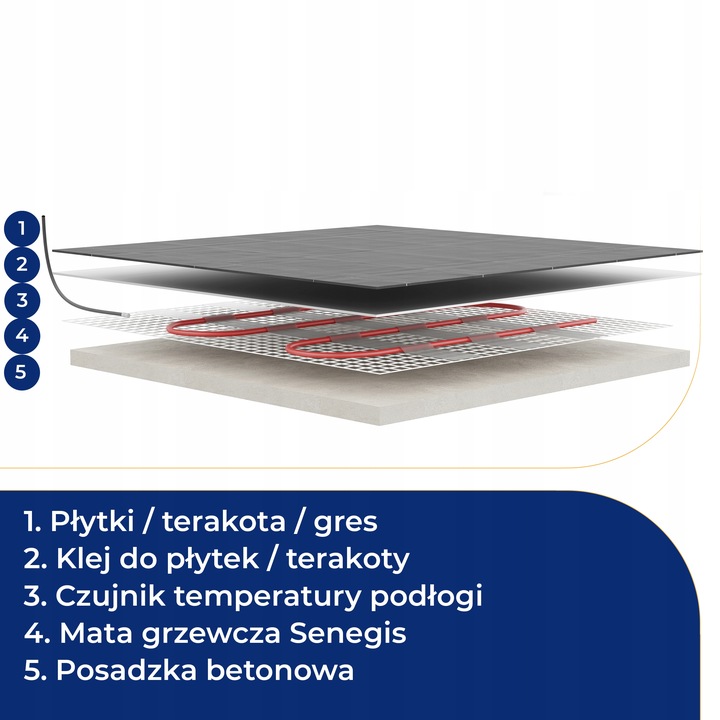 1
2
3
4
5
1. Płytki / terakota / gres
2. Klej do płytek / terakoty
3. Czujnik temperatury podłogi
4. Mata grzewcza Senegis
5. Posadzka betonowa